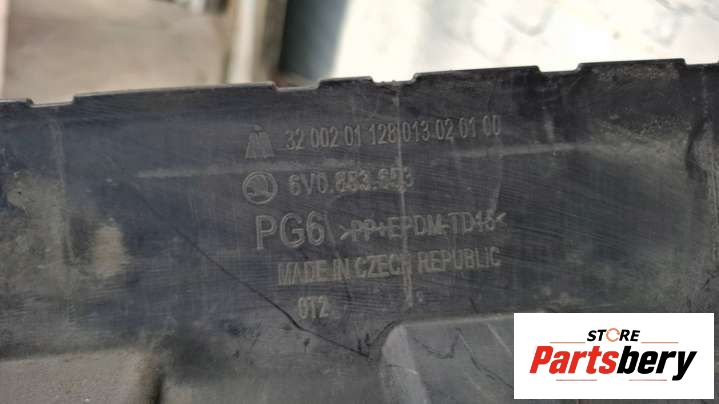 32 002 01 128 013 02 01 00
6V0.853.653
PG6 >PP+EPDM-TD15<
MADE IN CZECH REPUBLIC
0T2
STORE
Partsbery